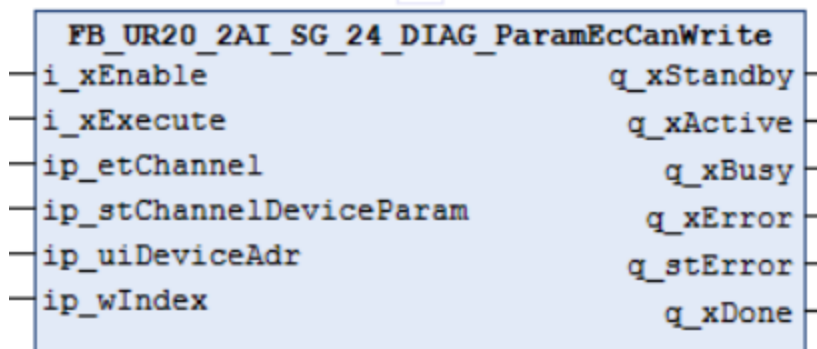 FB_UR20_2AI_SG_24_DIAG_ParamEcCanWrite
i_xEnable q_xStandby
i_xExecute q_xActive
ip_etChannel q_xBusy
ip_stChannelDeviceParam q_xError
ip_uiDeviceAdr q_stError
ip_wIndex q_xDone